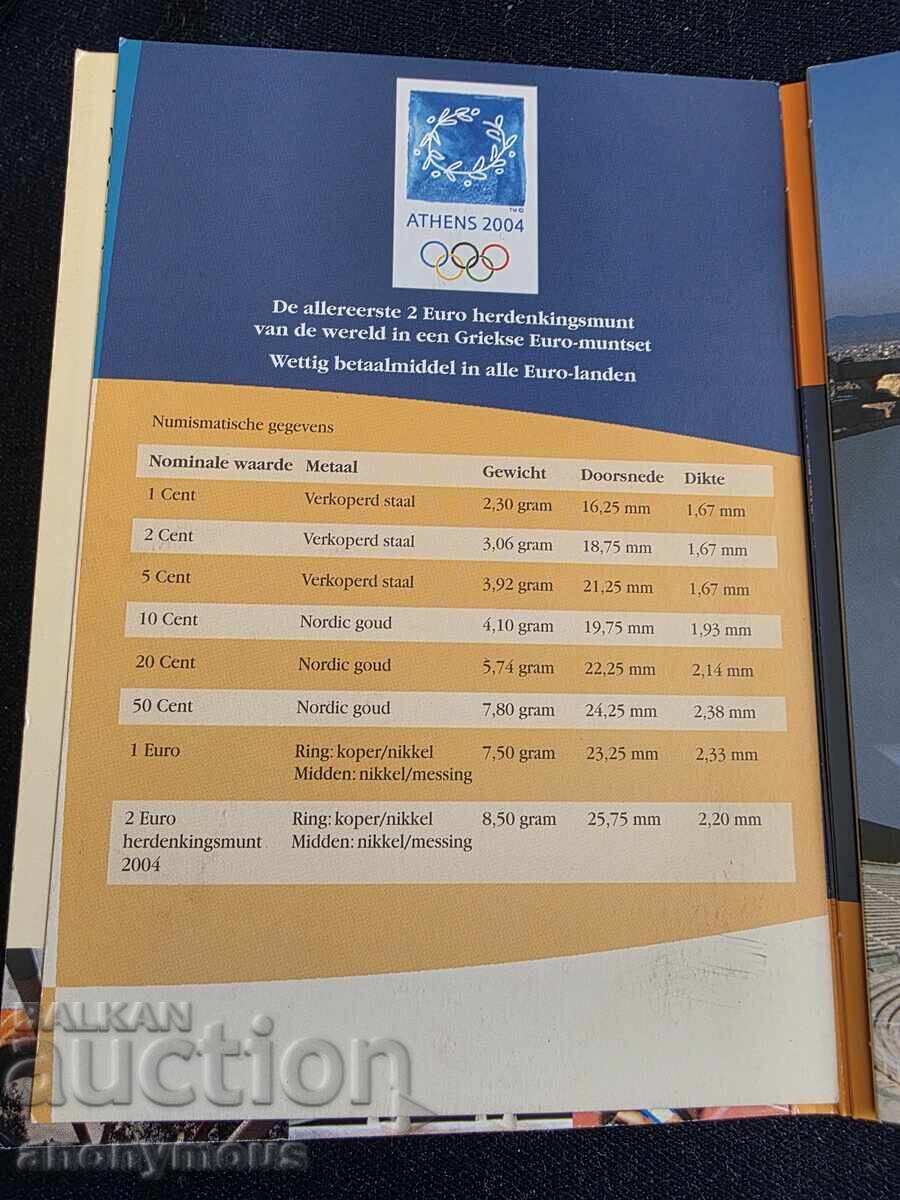 ATHENS 2004
De allereerste 2 Euro herdenkingsmunt
van de wereld in een Griekse Euro-muntset
Wettig betaalmiddel in alle Euro-landen
Numismatische gegevens
Nominale waarde Metaal Gewicht Doorsnede Dikte
1 Cent Verkoperd staal 2,30 gram 16,25 mm 1,67 mm
2 Cent Verkoperd staal 3,06 gram 18,75 mm 1,67 mm
5 Cent Verkoperd staal 3,92 gram 21,25 mm 1,67 mm
10 Cent Nordic goud 4,10 gram 19,75 mm 1,93 mm
20 Cent Nordic goud 5,74 gram 22,25 mm 2,14 mm
50 Cent Nordic goud 7,80 gram 24,25 mm 2,38 mm
1 Euro Ring: koper/nikkel 7,50 gram 23,25 mm 2,33 mm
Midden: nikkel/messing
2 Euro Ring: koper/nikkel 8,50 gram 25,75 mm 2,20 mm
herdenkingsmunt Midden: nikkel/messing
2004
BALKAN
auction
anonymous